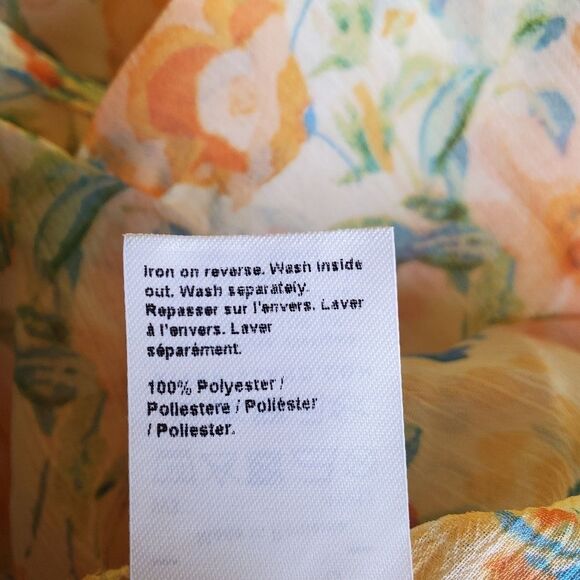 Iron on reverse. Wash inside
out. Wash separately.
Repasser sur l'envers. Laver
à l'envers. Laver
séparément.
100% Polyester /
Poliestere / Poliéster
/ Poliester.